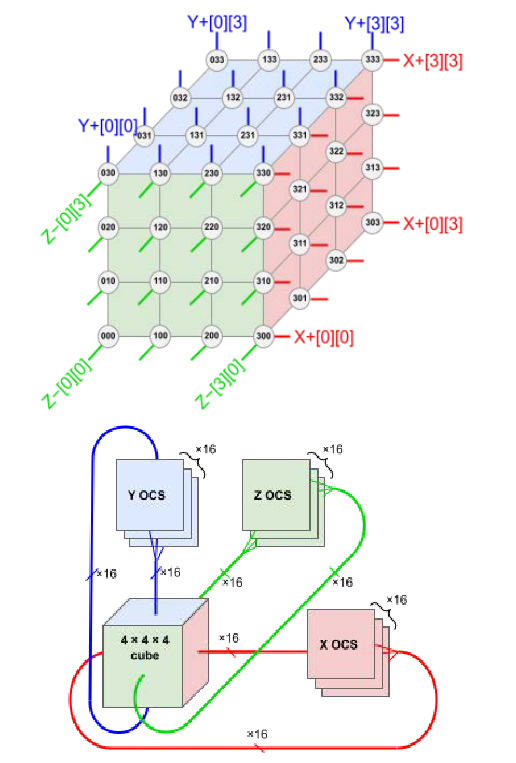 Y+[0][3] Y+[3][3]
033 133 233 333 X+[3][3]
032 132 231 332 323
Y+[0][0] 031 131 231 331 322 313
030 130 230 330 321 312
Z-[0][3] 020 120 220 320 311 303 X+[0][3]
010 110 210 310 302
301
000 100 200 300 X+[0][0]
Z-[0][0] Z-[3][0]
×16 ×16
Y OCS Z OCS
×16 ×16 ×16 ×16
×16
4 × 4 × 4
cube
×16 X OCS
×16